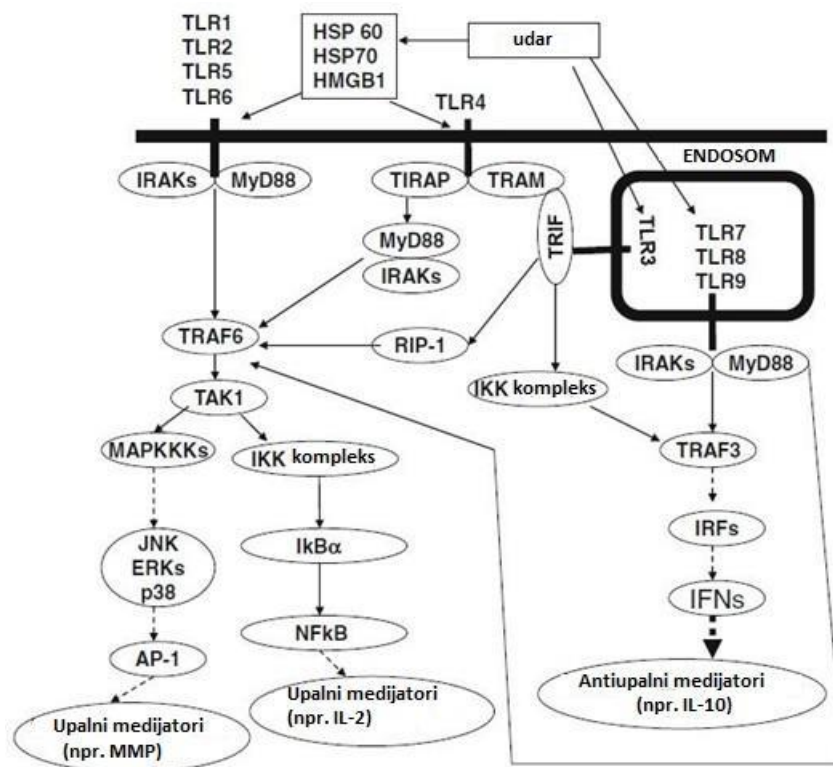 TLR1
TLR2
TLR5
TLR6
HSP 60
HSP70
HMGB1
udar
TLR4
ENDOSOM
IRAKs
MyD88
TIRAP
TRAM
TRIF
TLR3
TLR7
TLR8
TLR9
MyD88
IRAKs
TRAF6
RIP-1
IRAKs
MyD88
TAK1
IKK kompleks
MAPKKKs
IKK kompleks
TRAF3
JNK
ERKs
p38
IkBα
IRFs
IFNs
AP-1
NFkB
Upalni medijatori
(npr. MMP)
Upalni medijatori
(npr. IL-2)
Antiupalni medijatori
(npr. IL-10)